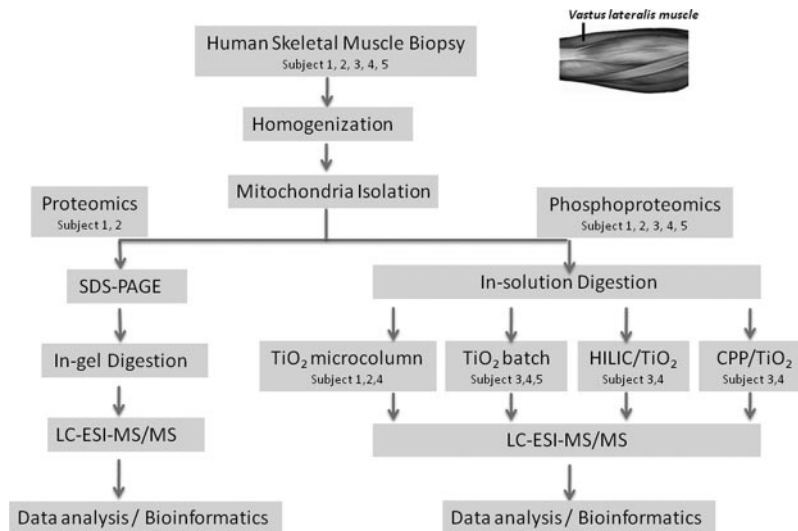 Vastus lateralis muscle
Human Skeletal Muscle Biopsy
Subject 1, 2, 3, 4, 5
Homogenization
Mitochondria Isolation
Proteomics
Subject 1, 2
Phosphoproteomics
Subject 1, 2, 3, 4, 5
SDS-PAGE
In-solution Digestion
In-gel Digestion
TiO₂ microcolumn
Subject 1,2,4
TiO₂ batch
Subject 3,4,5
HILIC/TiO₂
Subject 3,4
CPP/TiO₂
Subject 3,4
LC-ESI-MS/MS
LC-ESI-MS/MS
Data analysis / Bioinformatics
Data analysis / Bioinformatics